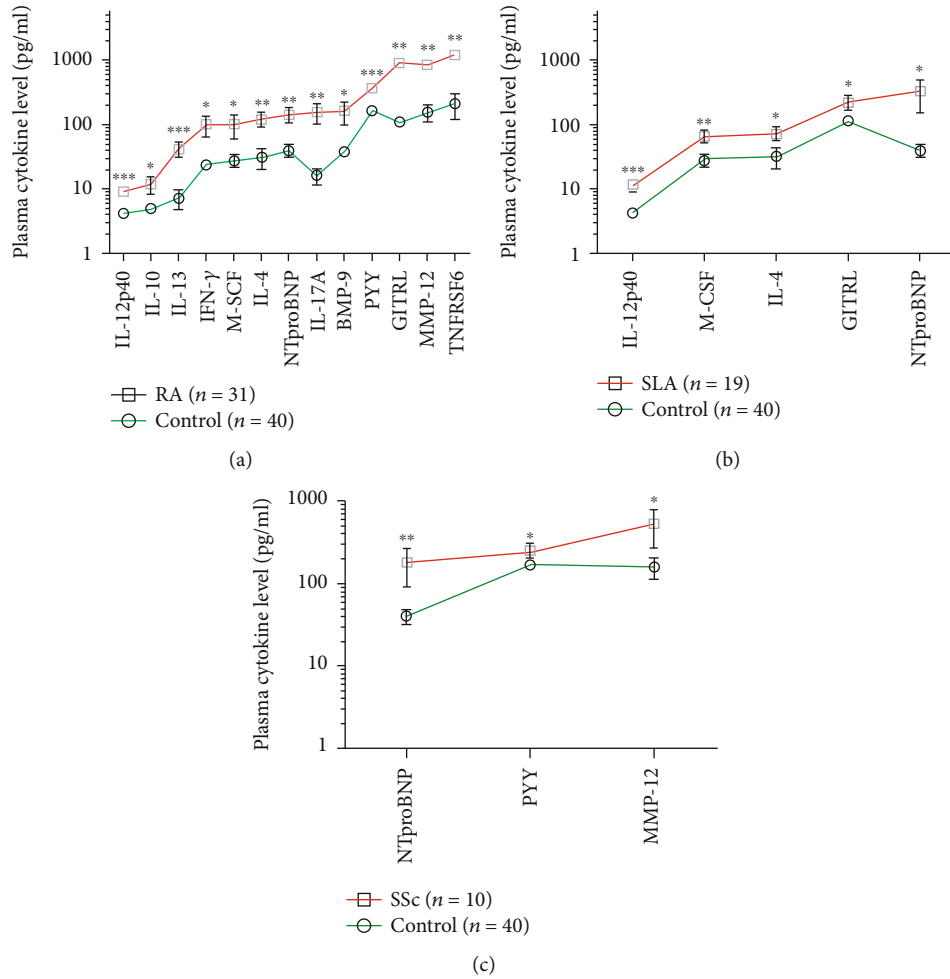 Plasma cytokine level (pg/ml)
1000
100
10
1
***
*
***
*
*
**
**
**
*
***
**
**
**
IL-12p40
IL-10
IL-13
IFN-γ
M-SCF
IL-4
NTproBNP
IL-17A
BMP-9
PYY
GITRL
MMP-12
TNFRSF6
RA (n = 31)
Control (n = 40)
(a)
Plasma cytokine level (pg/ml)
1000
100
10
1
***
**
*
*
*
IL-12p40
M-CSF
IL-4
GITRL
NTproBNP
SLA (n = 19)
Control (n = 40)
(b)
Plasma cytokine level (pg/ml)
1000
100
10
1
**
*
*
NTproBNP
PYY
MMP-12
SSc (n = 10)
Control (n = 40)
(c)